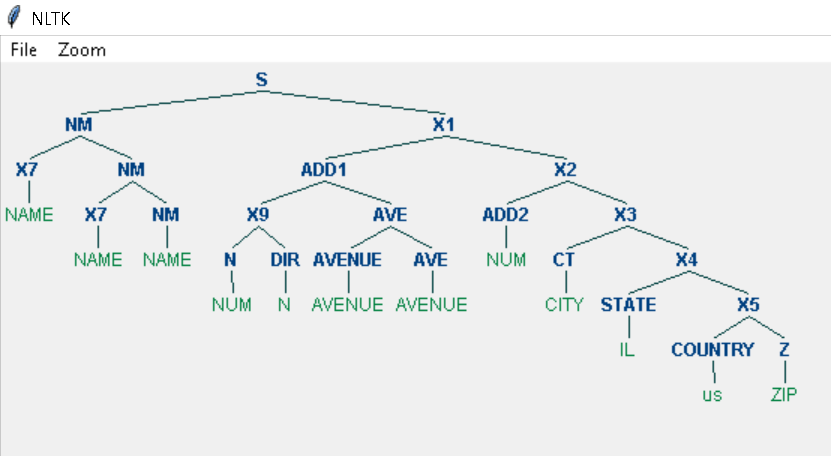 NLTK
File Zoom
S
NM X1
X7 NM ADD1 X2
NAME X7 NM X9 AVE ADD2 X3
NAME NAME N DIR AVENUE AVE NUM CT X4
NUM N AVENUE AVENUE CITY STATE X5
IL COUNTRY Z
us ZIP